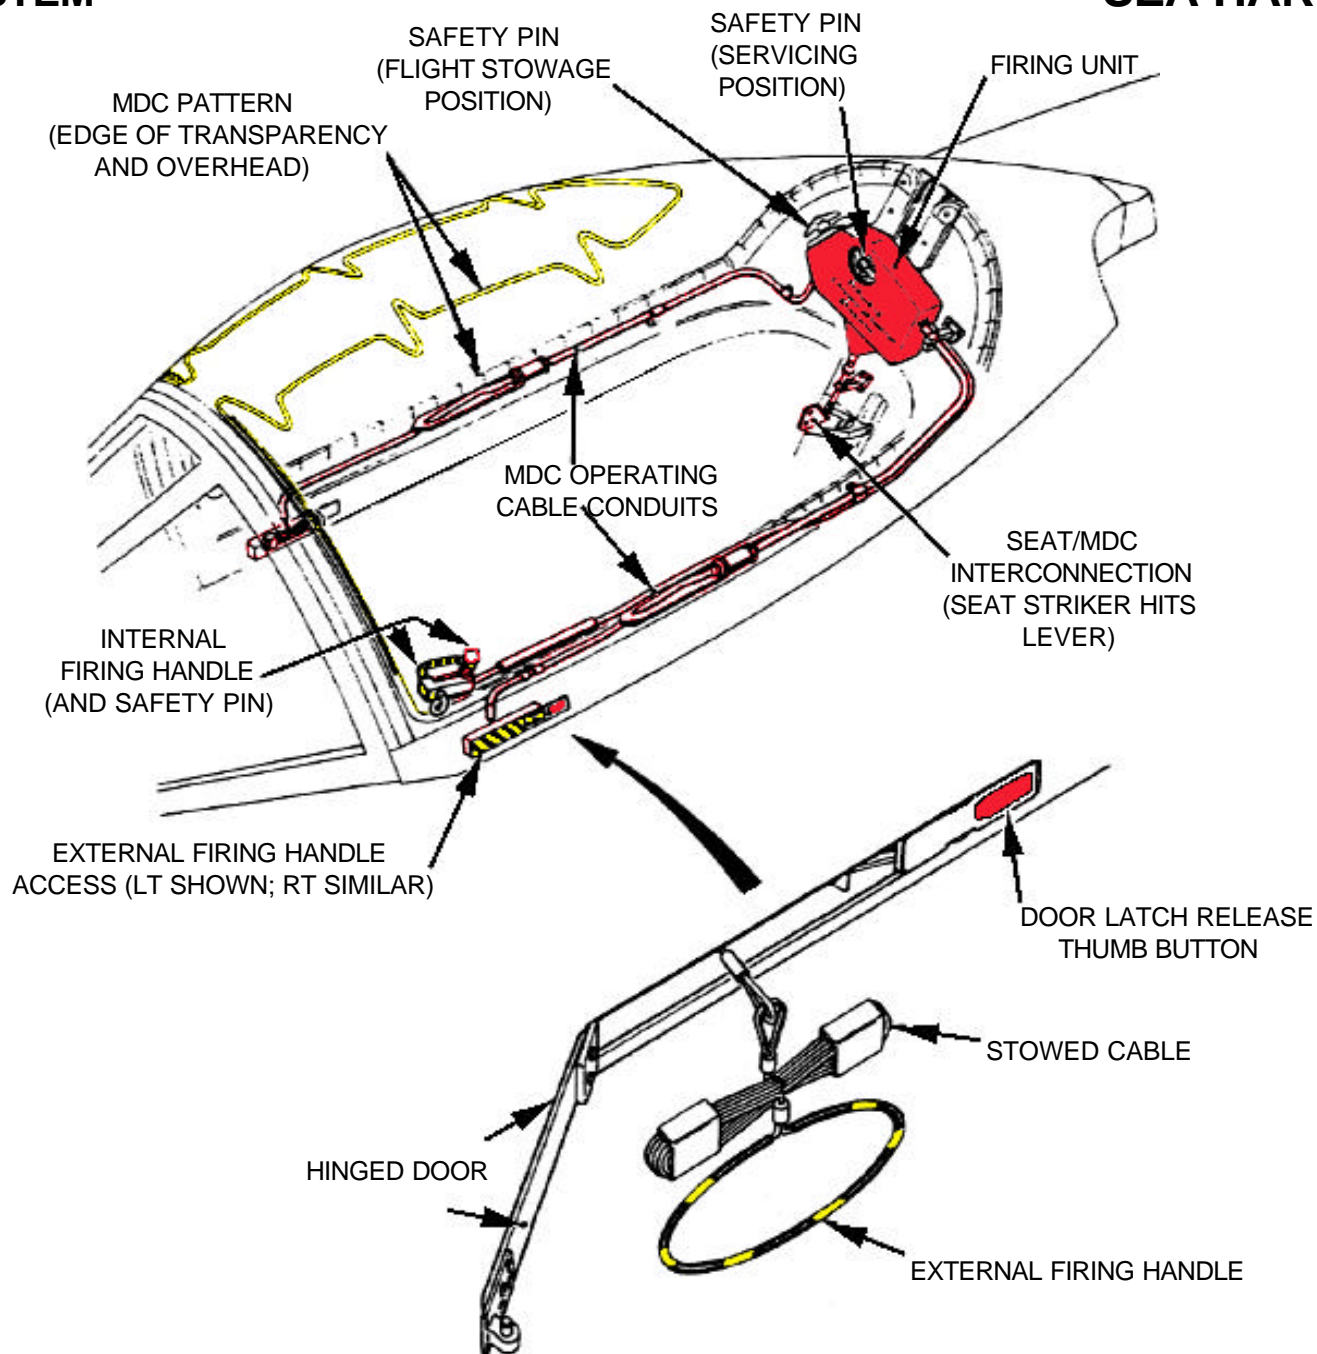 SAFETY PIN
(FLIGHT STOWAGE
POSITION)
SAFETY PIN
(SERVICING
POSITION)
FIRING UNIT
MDC PATTERN
(EDGE OF TRANSPARENCY
AND OVERHEAD)
MDC OPERATING
CABLE CONDUITS
SEAT/MDC
INTERCONNECTION
(SEAT STRIKER HITS
LEVER)
INTERNAL
FIRING HANDLE
(AND SAFETY PIN)
EXTERNAL FIRING HANDLE
ACCESS (LT SHOWN; RT SIMILAR)
DOOR LATCH RELEASE
THUMB BUTTON
STOWED CABLE
HINGED DOOR
EXTERNAL FIRING HANDLE